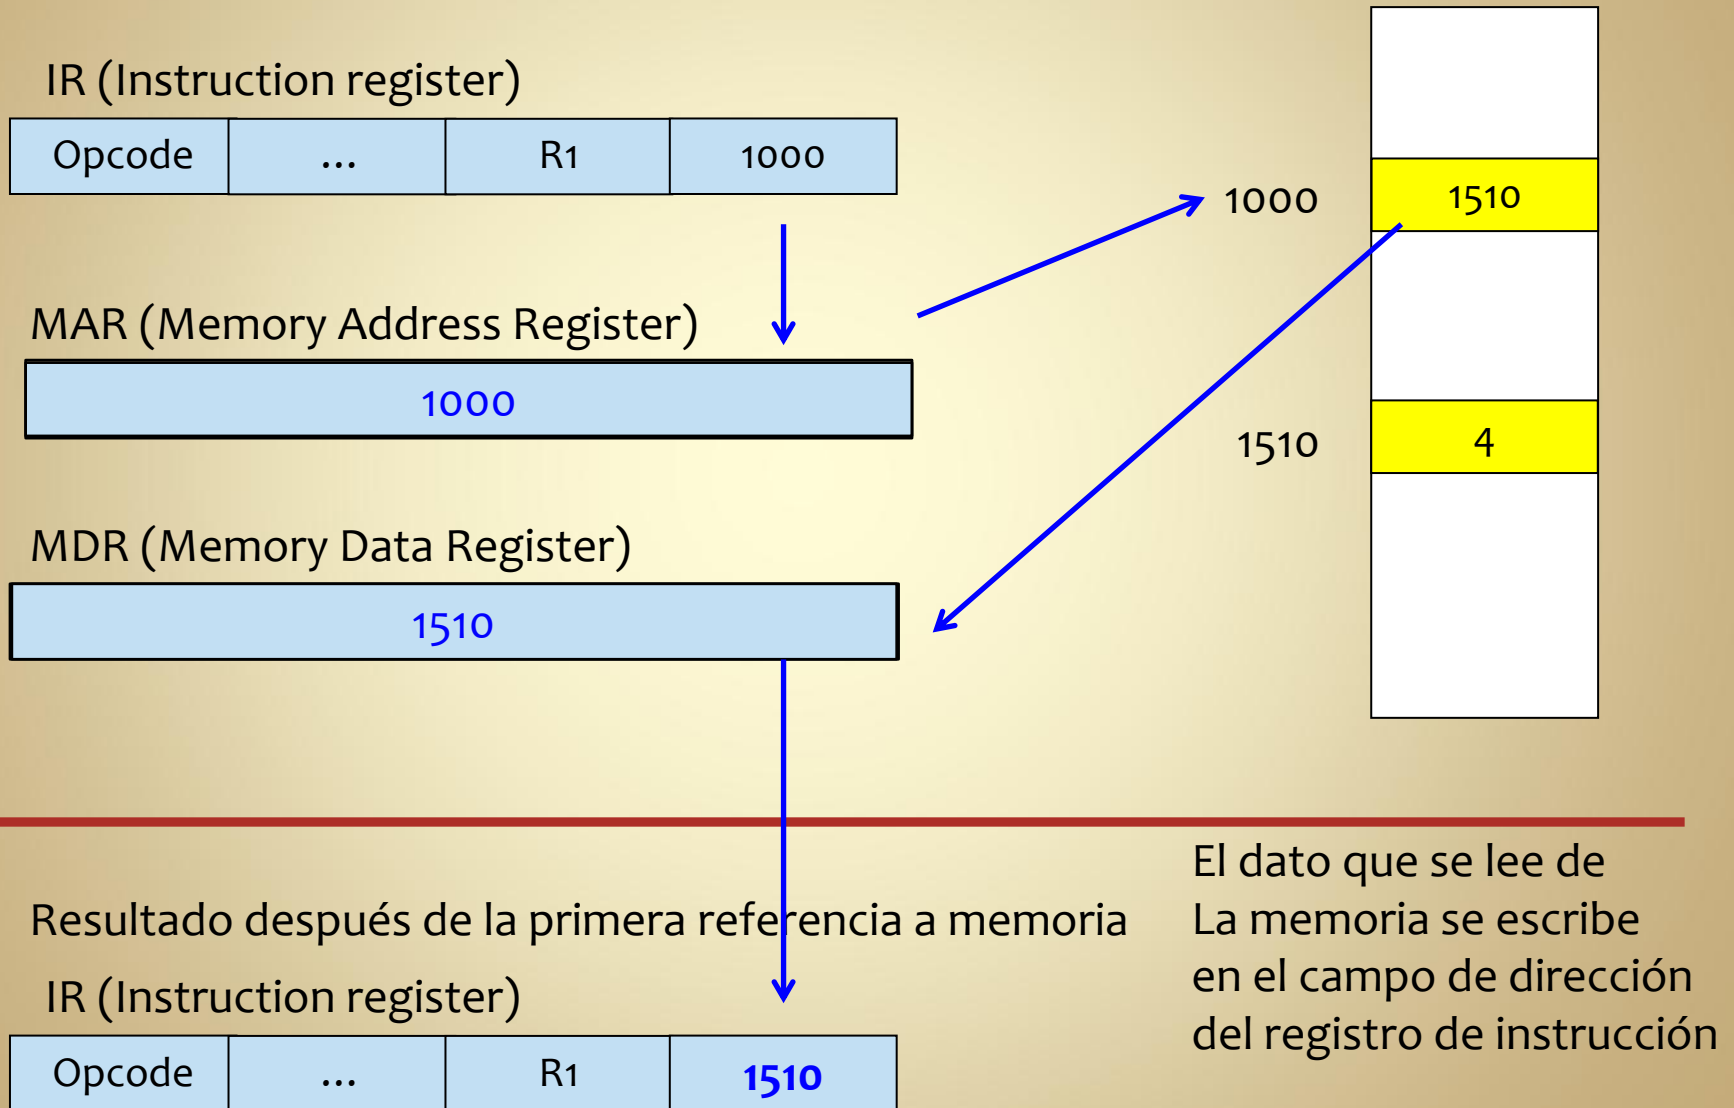 IR (Instruction register)
Opcode ... R1 1000
1000 1510
MAR (Memory Address Register)
1000
1510 4
MDR (Memory Data Register)
1510
Resultado después de la primera referencia a memoria
IR (Instruction register)
Opcode ... R1 1510
El dato que se lee de
La memoria se escribe
en el campo de dirección
del registro de instrucción